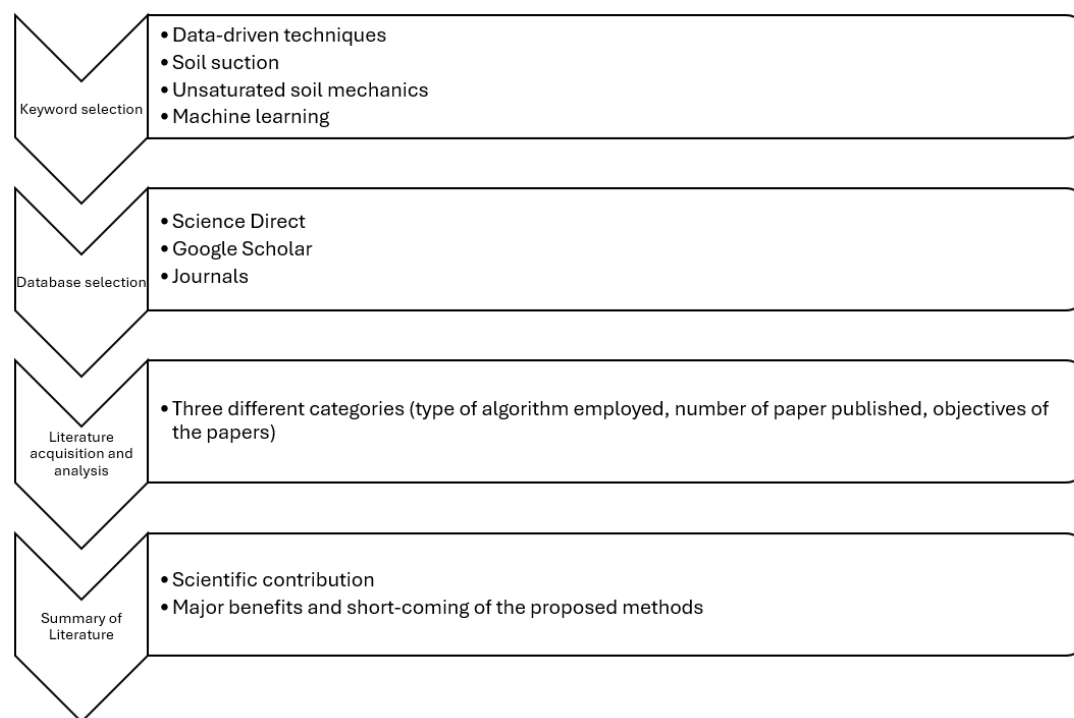 Keyword selection
• Data-driven techniques
• Soil suction
• Unsaturated soil mechanics
• Machine learning
Database selection
• Science Direct
• Google Scholar
• Journals
Literature
acquisition and
analysis
• Three different categories (type of algorithm employed, number of paper published, objectives of
the papers)
Summary of
Literature
• Scientific contribution
• Major benefits and short-coming of the proposed methods